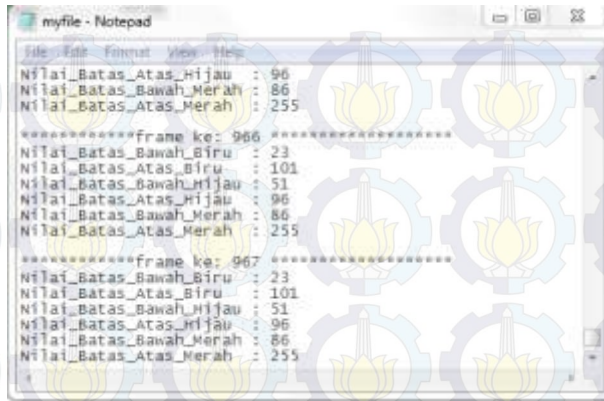 myfile - Notepad
File Edit Format View Help
Nilai_Batas_Atas_Hijau : 96
Nilai_Batas_Bawah_Merah : 86
Nilai_Batas_Atas_Merah : 255
************frame ke: 966 *******************
Nilai_Batas_Bawah_Biru : 23
Nilai_Batas_Atas_Biru : 101
Nilai_Batas_Bawah_Hijau : 51
Nilai_Batas_Atas_Hijau : 96
Nilai_Batas_Bawah_Merah : 86
Nilai_Batas_Atas_Merah : 255
************frame ke: 967 *******************
Nilai_Batas_Bawah_Biru : 23
Nilai_Batas_Atas_Biru : 101
Nilai_Batas_Bawah_Hijau : 51
Nilai_Batas_Atas_Hijau : 96
Nilai_Batas_Bawah_Merah : 86
Nilai_Batas_Atas_Merah : 255